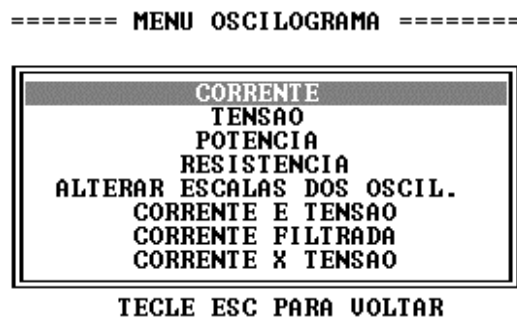 ======= MENU OSCILOGRAMA ========
CORRENTE
TENSAO
POTENCIA
RESISTENCIA
ALTERAR ESCALAS DOS OSCIL.
CORRENTE E TENSAO
CORRENTE FILTRADA
CORRENTE X TENSAO
TECLE ESC PARA VOLTAR